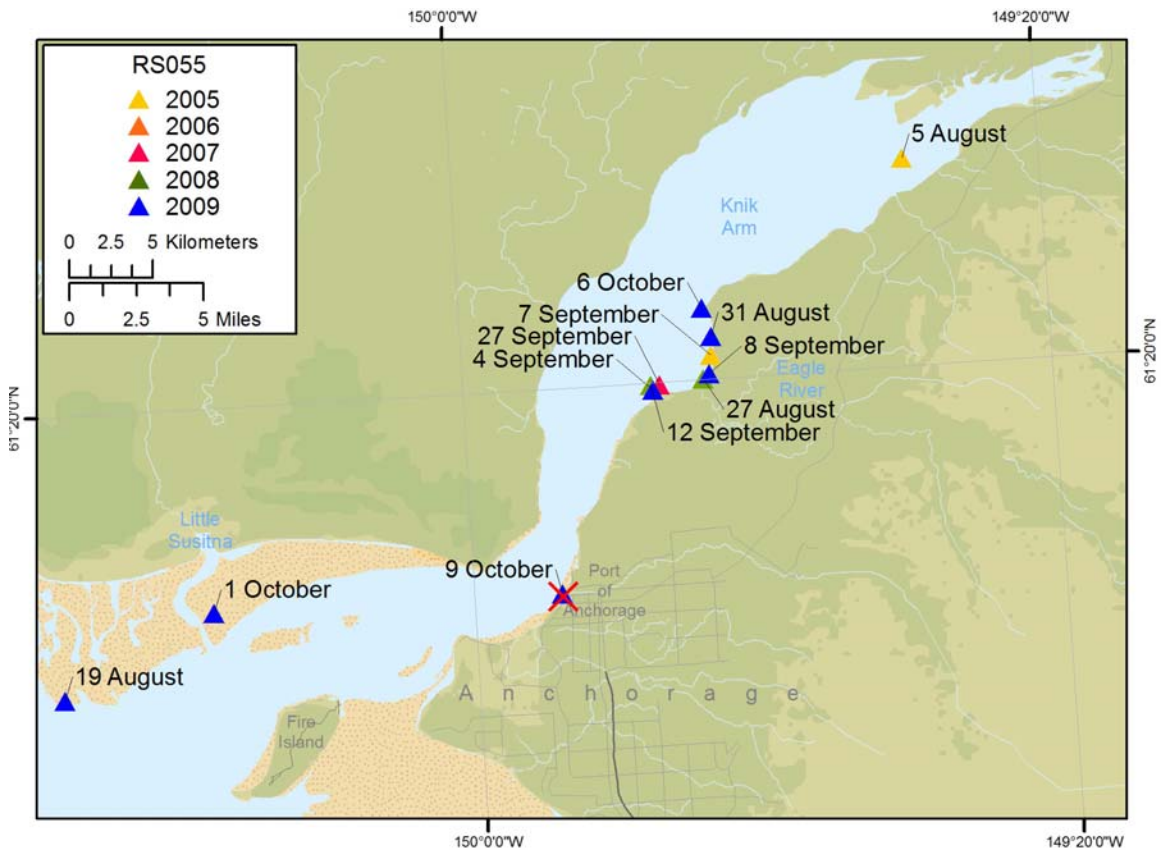 150°0'0"W
149°20'0"W
RS055
2005
2006
2007
2008
2009
0 2.5 5 Kilometers
0 2.5 5 Miles
5 August
Knik
Arm
6 October
31 August
7 September
27 September
8 September
4 September
Eagle
River
27 August
12 September
61°20'0"N
61°20'0"N
Little
Susitna
1 October
9 October
Port
of
Anchorage
19 August
Anchorage
Fire
Island
150°0'0"W
149°20'0"W